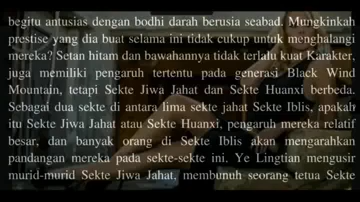 begitu antusias dengan bodhi darah berusia seabad. Mungkinkah
prestise yang dia buat selama ini tidak cukup untuk menghalangi
mereka? Setan hitam dan bawahannya tidak terlalu kuat Karakter,
juga memiliki pengaruh tertentu pada generasi Black Wind
Mountain, tetapi Sekte Jiwa Jahat dan Sekte Huanxi berbeda.
Sebagai dua sekte di antara lima sekte jahat Sekte Iblis, apakah
itu Sekte Jiwa Jahat atau Sekte Huanxi, pengaruh mereka relatif
besar, dan banyak orang di Sekte Iblis akan mengarahkan
pandangan mereka pada sekte-sekte ini. Ye Lingtian mengusir
murid-murid Sekte Jiwa Jahat, membunuh seorang tetua Sekte